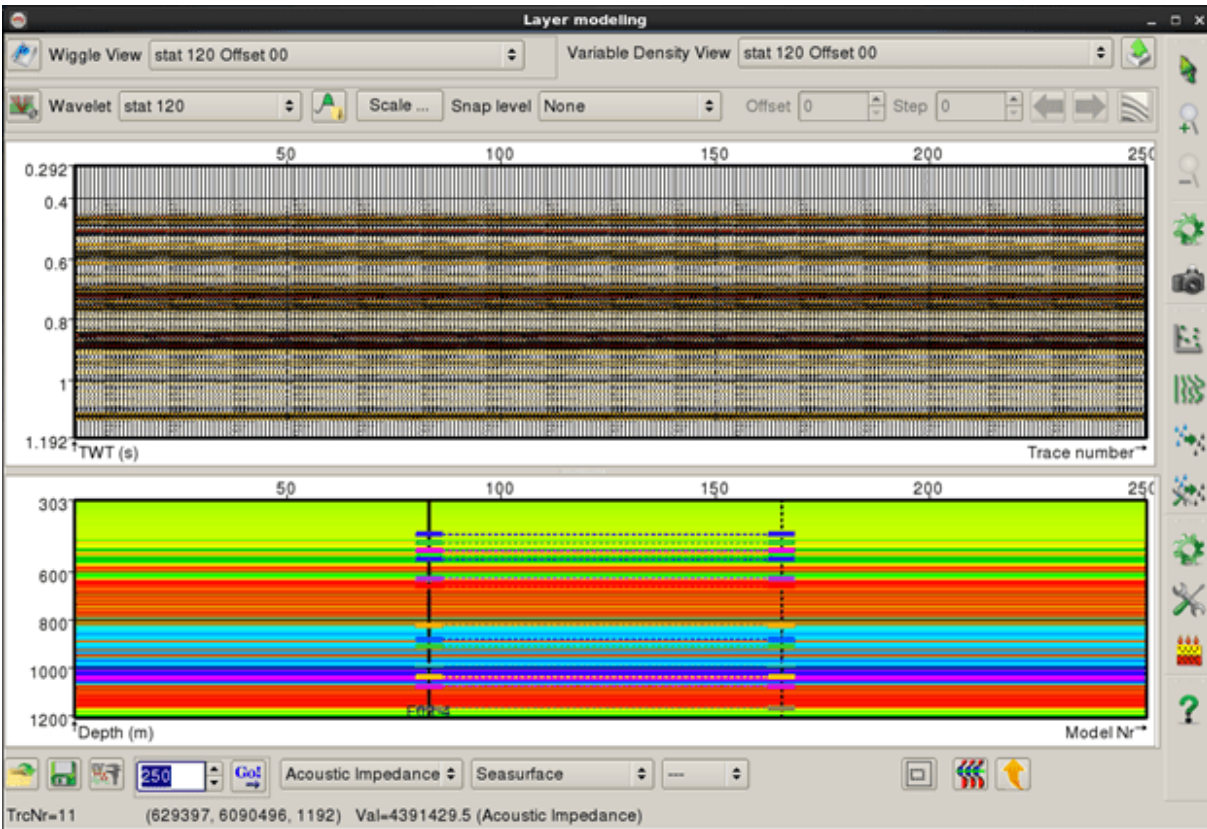 Layer modeling
Wiggle View stat 120 Offset 00 Variable Density View stat 120 Offset 00
Wavelet stat 120 Scale ... Snap level None Offset 0 Step 0
50 100 150 200 250
0.292
0.4
0.6
0.8
1
1.192
TWT (s) Trace number
50 100 150 200 250
303
600
800
1000
1200
Depth (m) Model Nr
250 Go! Acoustic Impedance Seasurface ---
TrcNr=11 (629397, 6090496, 1192) Val=4391429.5 (Acoustic Impedance)